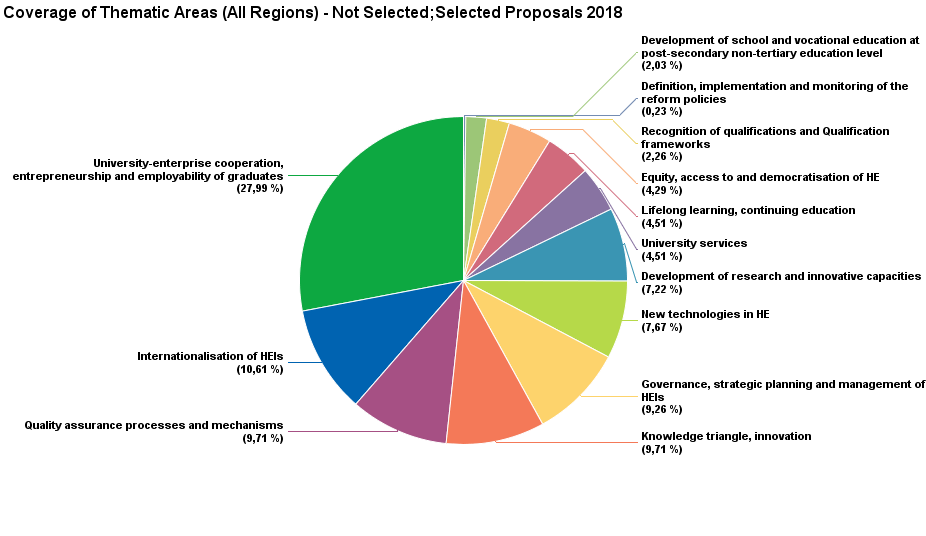 Coverage of Thematic Areas (All Regions) - Not Selected;Selected Proposals 2018
Development of school and vocational education at
post-secondary non-tertiary education level
(2,03 %)
Definition, implementation and monitoring of the
reform policies
(0,23 %)
Recognition of qualifications and Qualification
frameworks
(2,26 %)
Equity, access to and democratisation of HE
(4,29 %)
Lifelong learning, continuing education
(4,51 %)
University services
(4,51 %)
Development of research and innovative capacities
(7,22 %)
New technologies in HE
(7,67 %)
Governance, strategic planning and management of
HEIs
(9,26 %)
Knowledge triangle, innovation
(9,71 %)
Quality assurance processes and mechanisms
(9,71 %)
Internationalisation of HEIs
(10,61 %)
University-enterprise cooperation,
entrepreneurship and employability of graduates
(27,99 %)